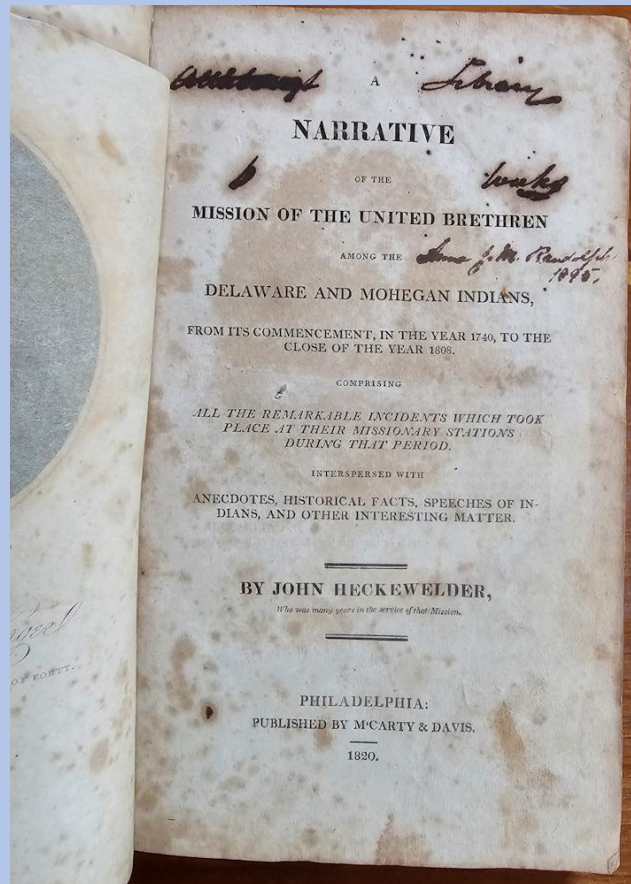 A Library
NARRATIVE
OF THE
MISSION OF THE UNITED BRETHREN
AMONG THE
J. M. Randolph
1895.
DELAWARE AND MOHEGAN INDIANS,
FROM ITS COMMENCEMENT, IN THE YEAR 1740, TO THE
CLOSE OF THE YEAR 1808.
COMPRISING
ALL THE REMARKABLE INCIDENTS WHICH TOOK
PLACE AT THEIR MISSIONARY STATIONS
DURING THAT PERIOD.
INTERSPERSED WITH
ANECDOTES, HISTORICAL FACTS, SPEECHES OF IN-
DIANS, AND OTHER INTERESTING MATTER.
BY JOHN HECKEWELDER,
Who was many years in the service of that Mission.
OF FORTY.
PHILADELPHIA:
PUBLISHED BY M'CARTY & DAVIS.
1820.